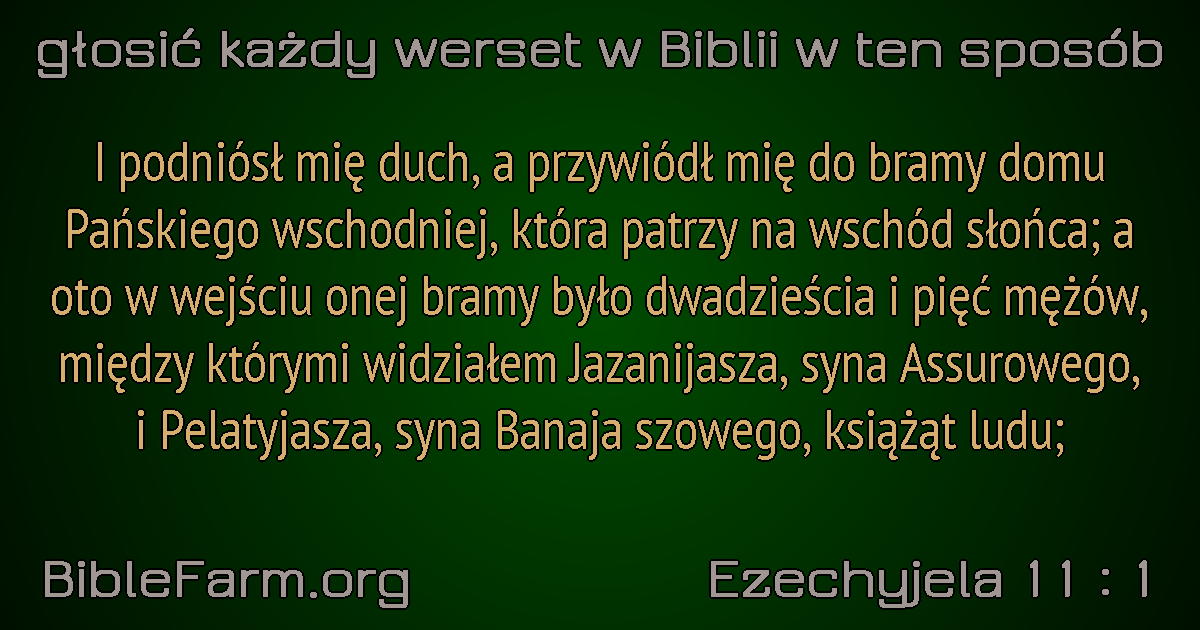 głosić każdy werset w Biblii w ten sposób
I podniósł mię duch, a przywiódł mię do bramy domu
Pańskiego wschodniej, która patrzy na wschód słońca; a
oto w wejściu onej bramy było dwadzieścia i pięć mężów,
między którymi widziałem Jazanijasza, syna Assurowego,
i Pelatyjasza, syna Banaja szowego, książąt ludu;
BibleFarm.org
Ezechyjela 11 : 1